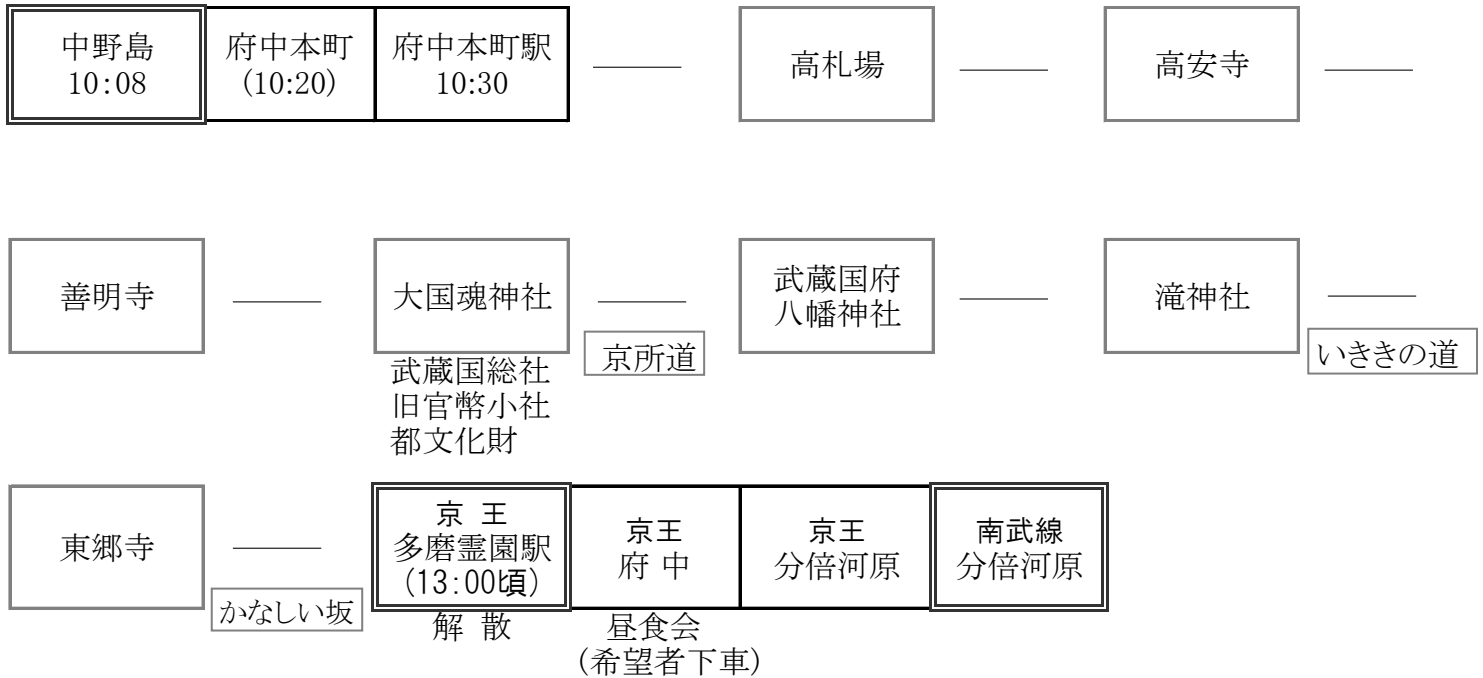 中野島
10:08
府中本町
(10:20)
府中本町駅
10:30
高札場
高安寺
善明寺
大国魂神社
武蔵国総社
旧官幣小社
都文化財
京所道
武蔵国府
八幡神社
滝神社
いききの道
東郷寺
かなしい坂
京 王
多磨霊園駅
(13:00頃)
解 散
京王
府 中
昼食会
(希望者下車)
京王
分倍河原
南武線
分倍河原